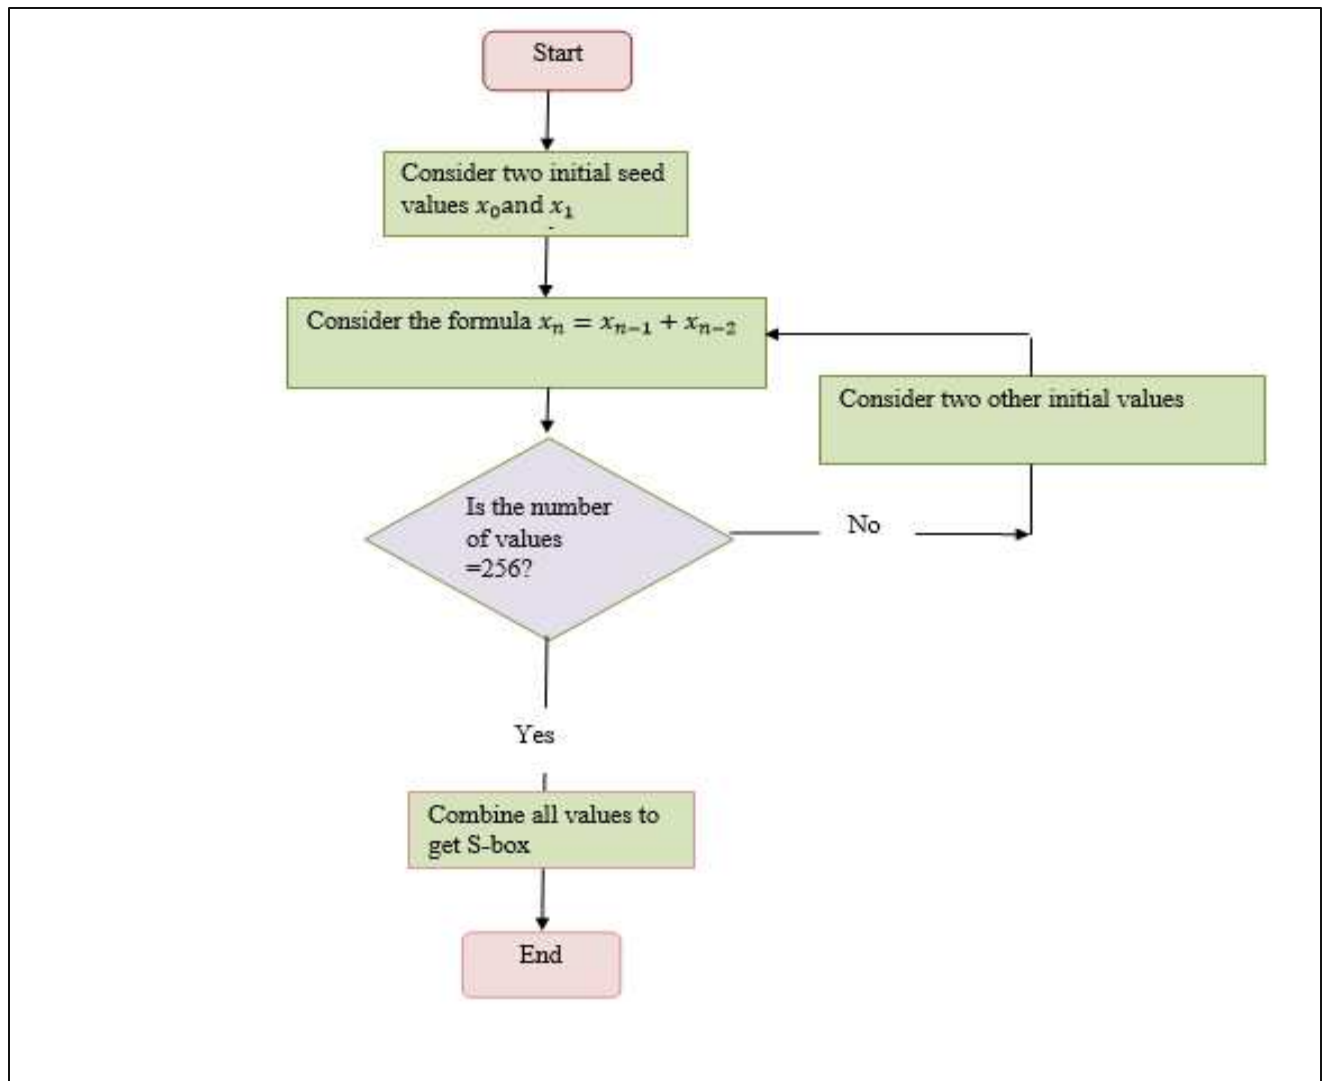 Start
Consider two initial seed
values x₀and x₁
Consider the formula xₙ = xₙ₋₁ + xₙ₋₂
Consider two other initial values
Is the number
of values
=256?
No
Yes
Combine all values to
get S-box
End